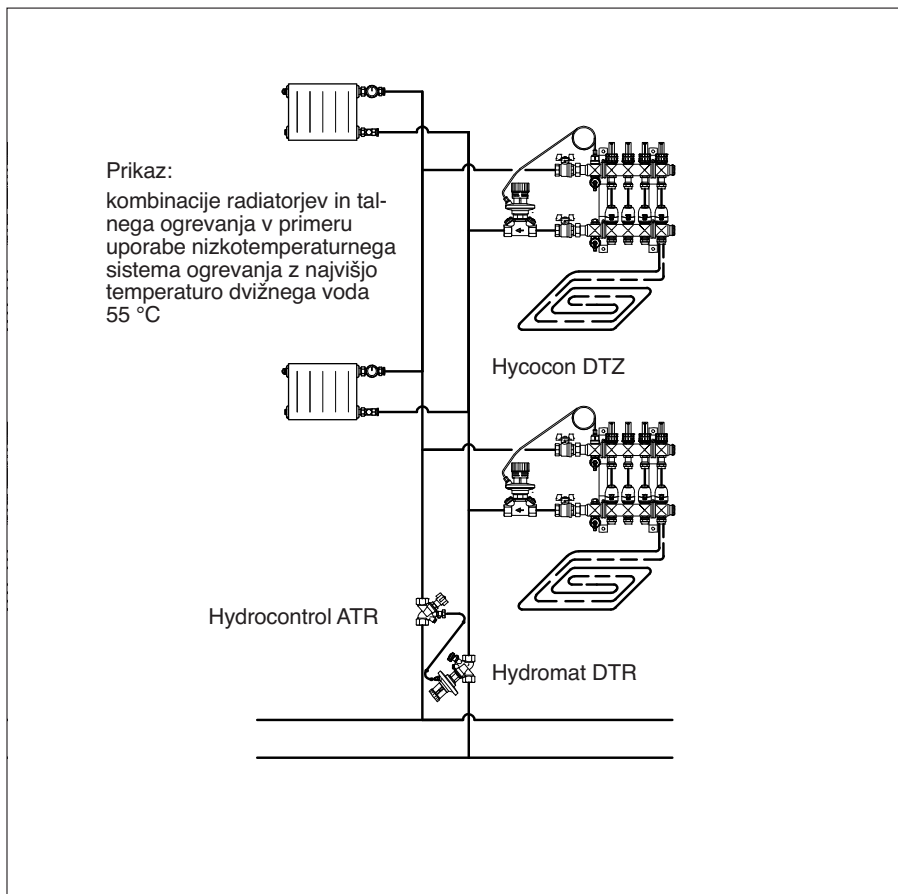 Prikaz:
kombinacije radiatorjev in tal-
nega ogrevanja v primeru
uporabe nizkotemperaturnega
sistema ogrevanja z najvišjo
temperaturo dvižnega voda
55 °C
Hycocon DTZ
Hydrocontrol ATR
Hydromat DTR